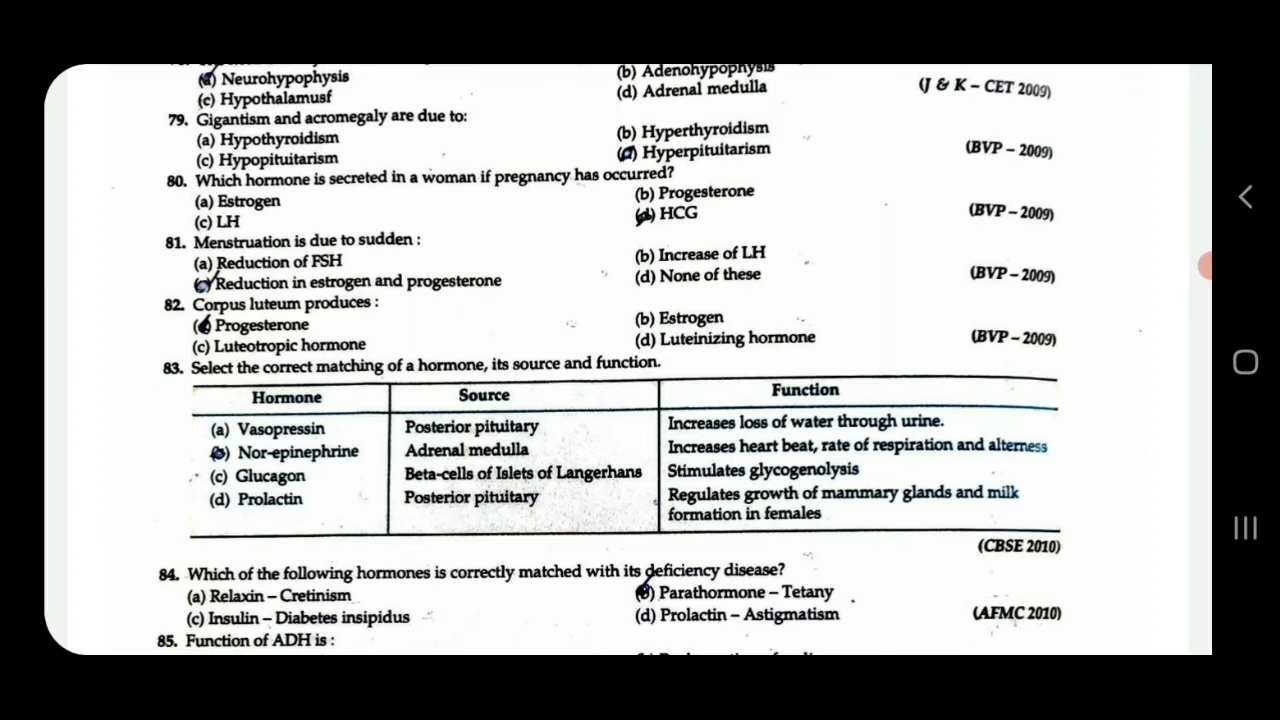 (a) Neurohypophysis (b) Adenohypophysis
(c) Hypothalamusf (d) Adrenal medulla (J & K – CET 2009)
79. Gigantism and acromegaly are due to:
(a) Hypothyroidism (b) Hyperthyroidism
(c) Hypopituitarism (d) Hyperpituitarism (BVP – 2009)
80. Which hormone is secreted in a woman if pregnancy has occurred?
(a) Estrogen (b) Progesterone
(c) LH (d) HCG (BVP – 2009)
81. Menstruation is due to sudden :
(a) Reduction of FSH (b) Increase of LH
(c) Reduction in estrogen and progesterone (d) None of these (BVP – 2009)
82. Corpus luteum produces :
(a) Progesterone (b) Estrogen
(c) Luteotropic hormone (d) Luteinizing hormone (BVP – 2009)
83. Select the correct matching of a hormone, its source and function.
Hormone Source Function
(a) Vasopressin Posterior pituitary Increases loss of water through urine.
(b) Nor-epinephrine Adrenal medulla Increases heart beat, rate of respiration and alterness
(c) Glucagon Beta-cells of Islets of Langerhans Stimulates glycogenolysis
(d) Prolactin Posterior pituitary Regulates growth of mammary glands and milk
formation in females
(CBSE 2010)
84. Which of the following hormones is correctly matched with its deficiency disease?
(a) Relaxin – Cretinism (b) Parathormone – Tetany
(c) Insulin – Diabetes insipidus (d) Prolactin – Astigmatism (AFMC 2010)
85. Function of ADH is :